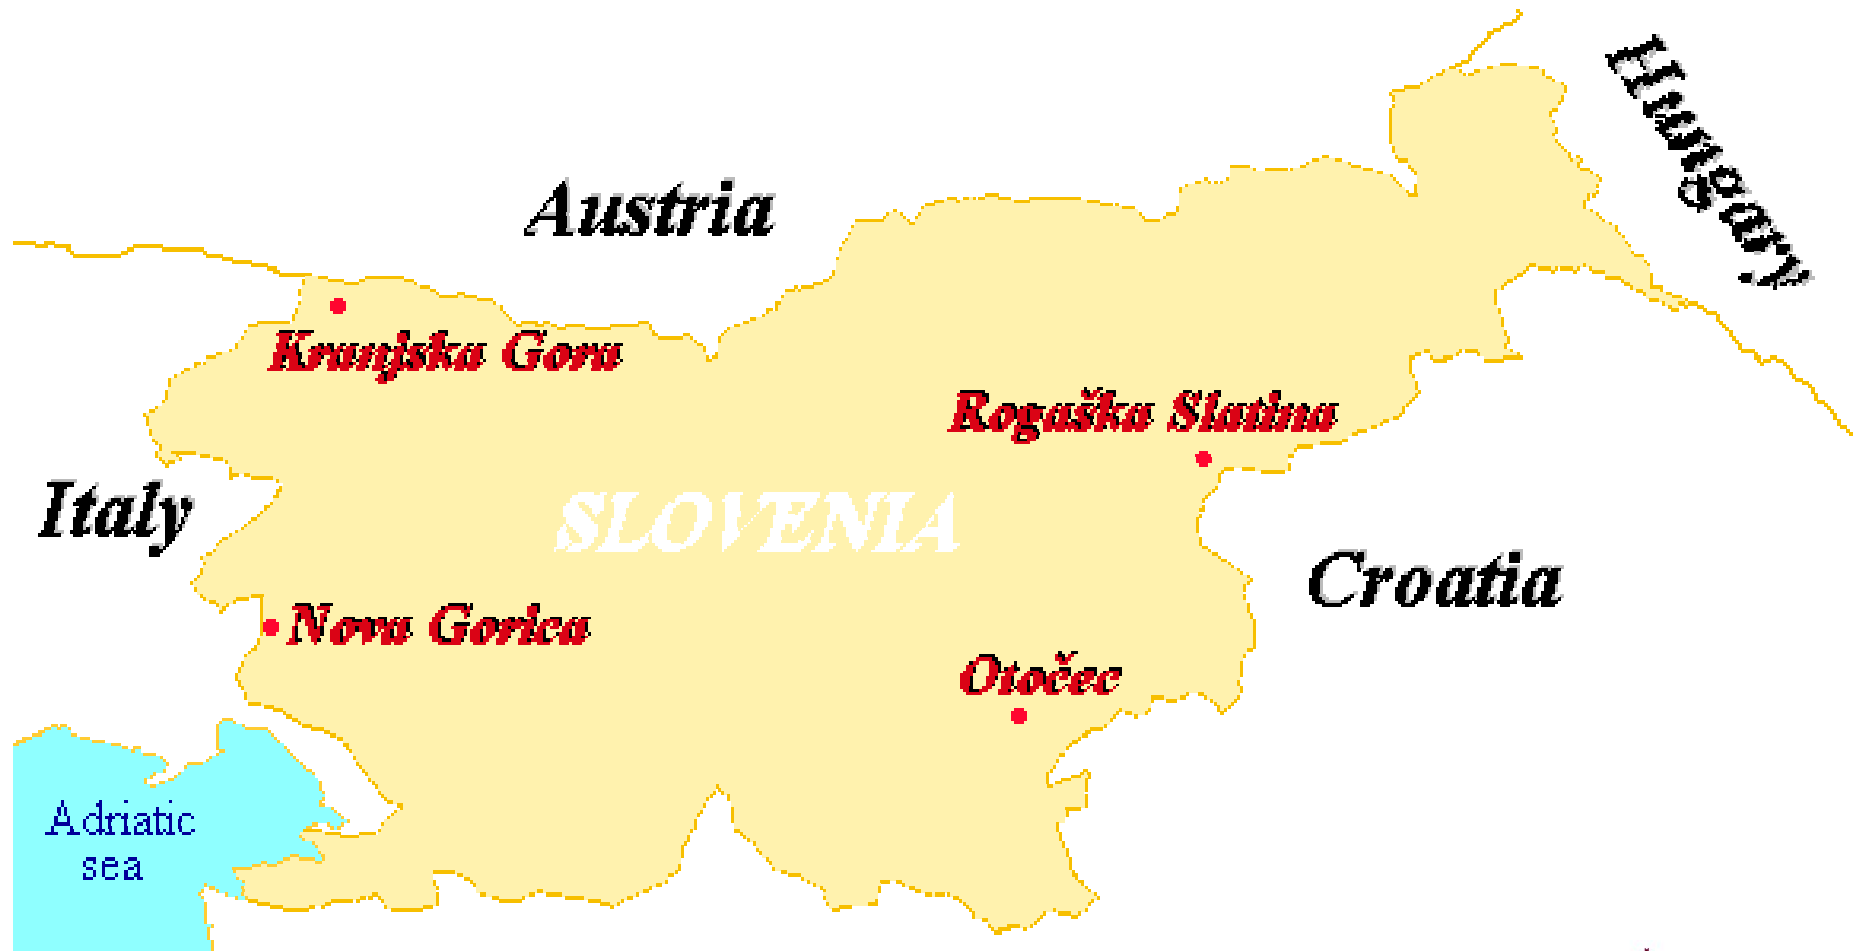 Hungary
Austria
Kranjska Gora
Rogaška Slatina
Italy
SLOVENIA
Croatia
Nova Gorica
Otočec
Adriatic
sea